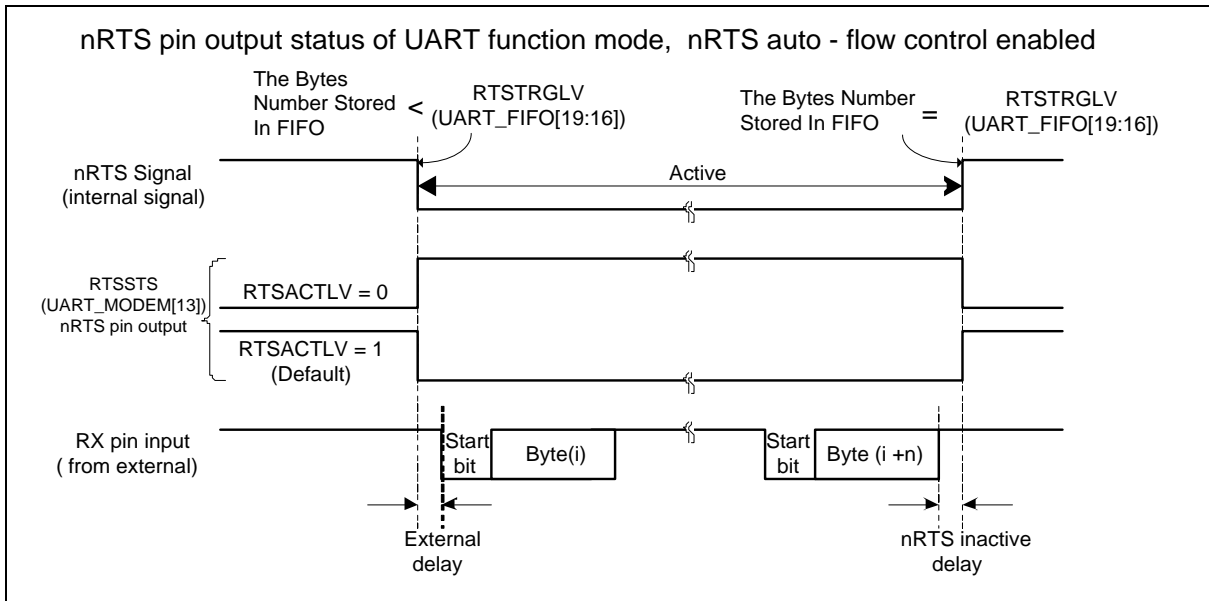 nRTS pin output status of UART function mode, nRTS auto - flow control enabled
The Bytes
Number Stored
In FIFO
<
RTSTRGLV
(UART_FIFO[19:16])
The Bytes Number
Stored In FIFO
=
RTSTRGLV
(UART_FIFO[19:16])
nRTS Signal
(internal signal)
Active
RTSSTS
(UART_MODEM[13])
nRTS pin output
RTSACTLV = 0
RTSACTLV = 1
(Default)
RX pin input
( from external)
Start
bit
Byte(i)
Start
bit
Byte (i +n)
External
delay
nRTS inactive
delay